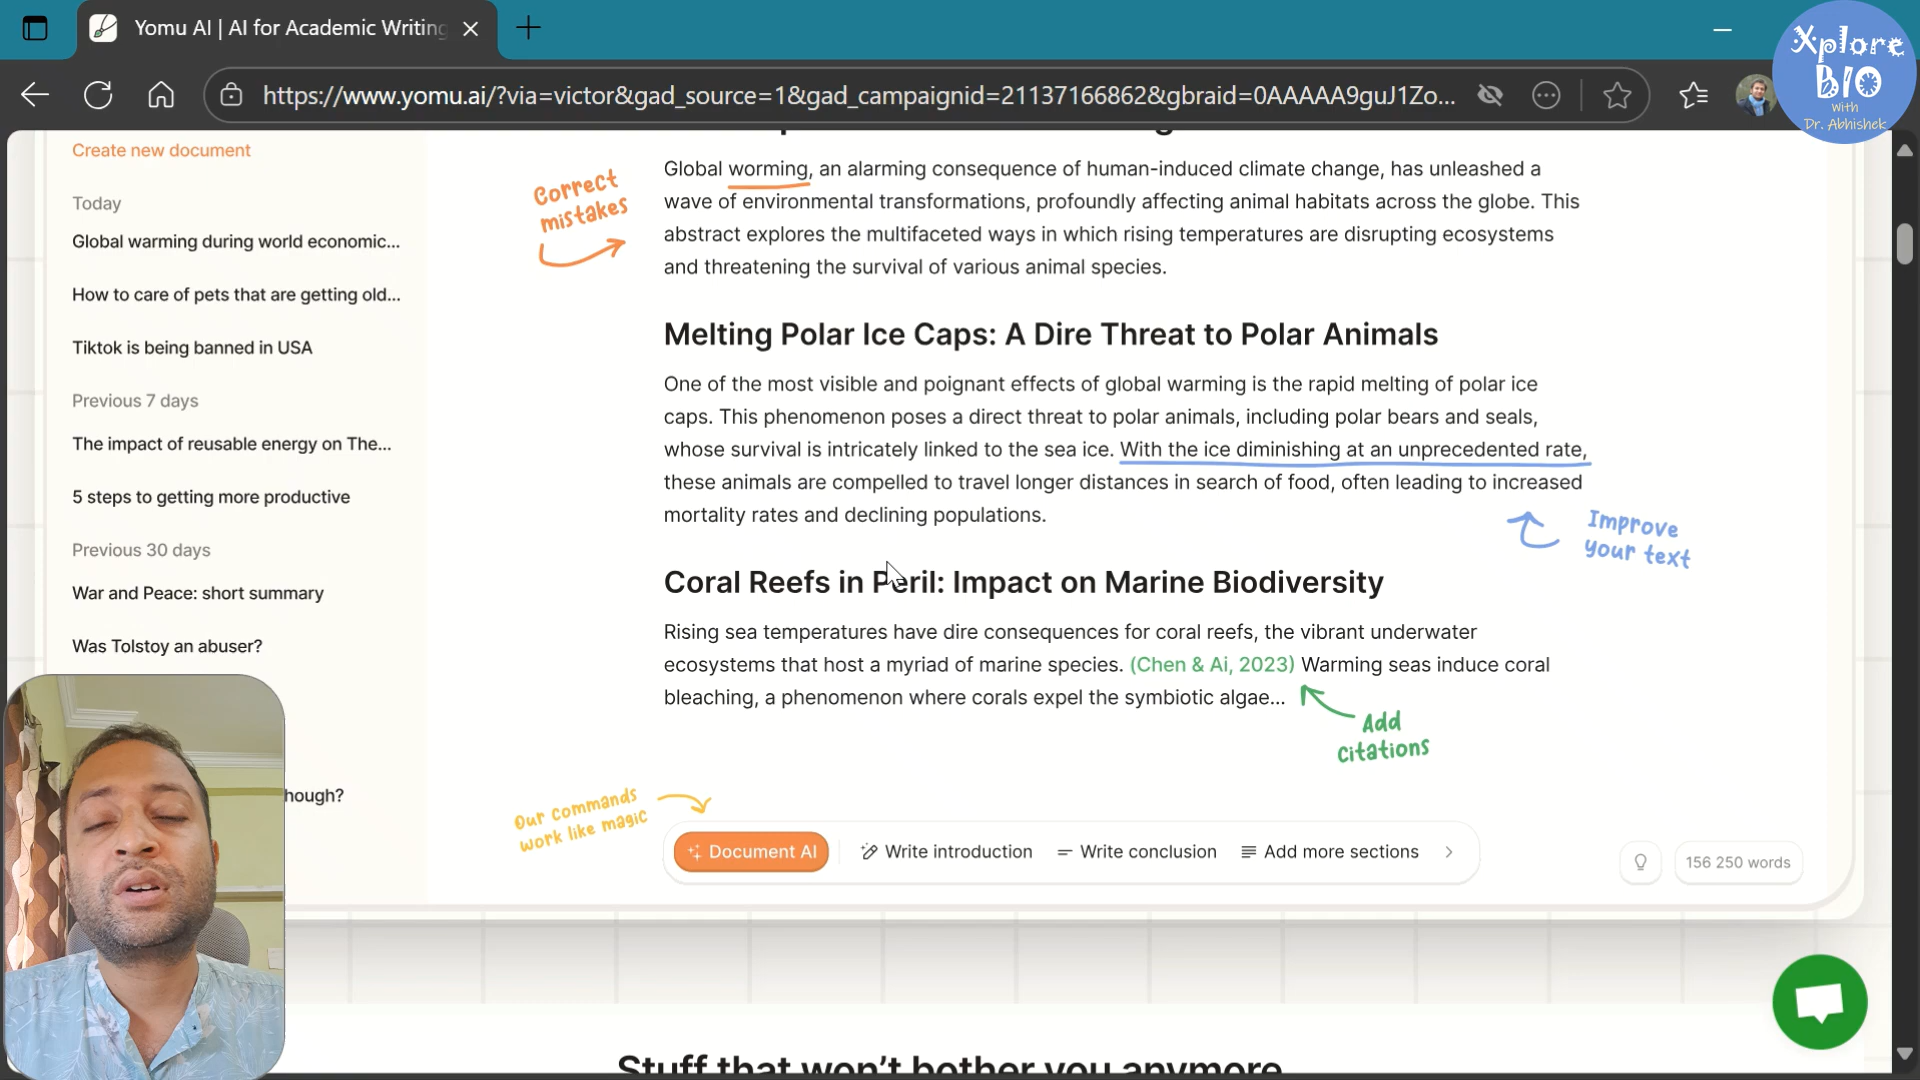 Yomu AI | AI for Academic Writing
Xplore
BIO
With
Dr. Abhishek
https://www.yomu.ai/?via=victor&gad_source=1&gad_campaignid=21137166862&gbraid=0AAAAA9guJ1Zo...
Create new document
Today
Global warming during world economic...
How to care of pets that are getting old...
Tiktok is being banned in USA
Previous 7 days
The impact of reusable energy on The...
5 steps to getting more productive
Previous 30 days
War and Peace: short summary
Was Tolstoy an abuser?
hough?
Correct
mistakes
Global worming, an alarming consequence of human-induced climate change, has unleashed a
wave of environmental transformations, profoundly affecting animal habitats across the globe. This
abstract explores the multifaceted ways in which rising temperatures are disrupting ecosystems
and threatening the survival of various animal species.
Melting Polar Ice Caps: A Dire Threat to Polar Animals
One of the most visible and poignant effects of global warming is the rapid melting of polar ice
caps. This phenomenon poses a direct threat to polar animals, including polar bears and seals,
whose survival is intricately linked to the sea ice. With the ice diminishing at an unprecedented rate,
these animals are compelled to travel longer distances in search of food, often leading to increased
mortality rates and declining populations.
Improve
your text
Coral Reefs in Peril: Impact on Marine Biodiversity
Rising sea temperatures have dire consequences for coral reefs, the vibrant underwater
ecosystems that host a myriad of marine species. (Chen & Ai, 2023) Warming seas induce coral
bleaching, a phenomenon where corals expel the symbiotic algae...
Add
citations
Our commands
work like magic
Document AI
Write introduction
Write conclusion
Add more sections
156 250 words
Stuff that won't bother you anymore